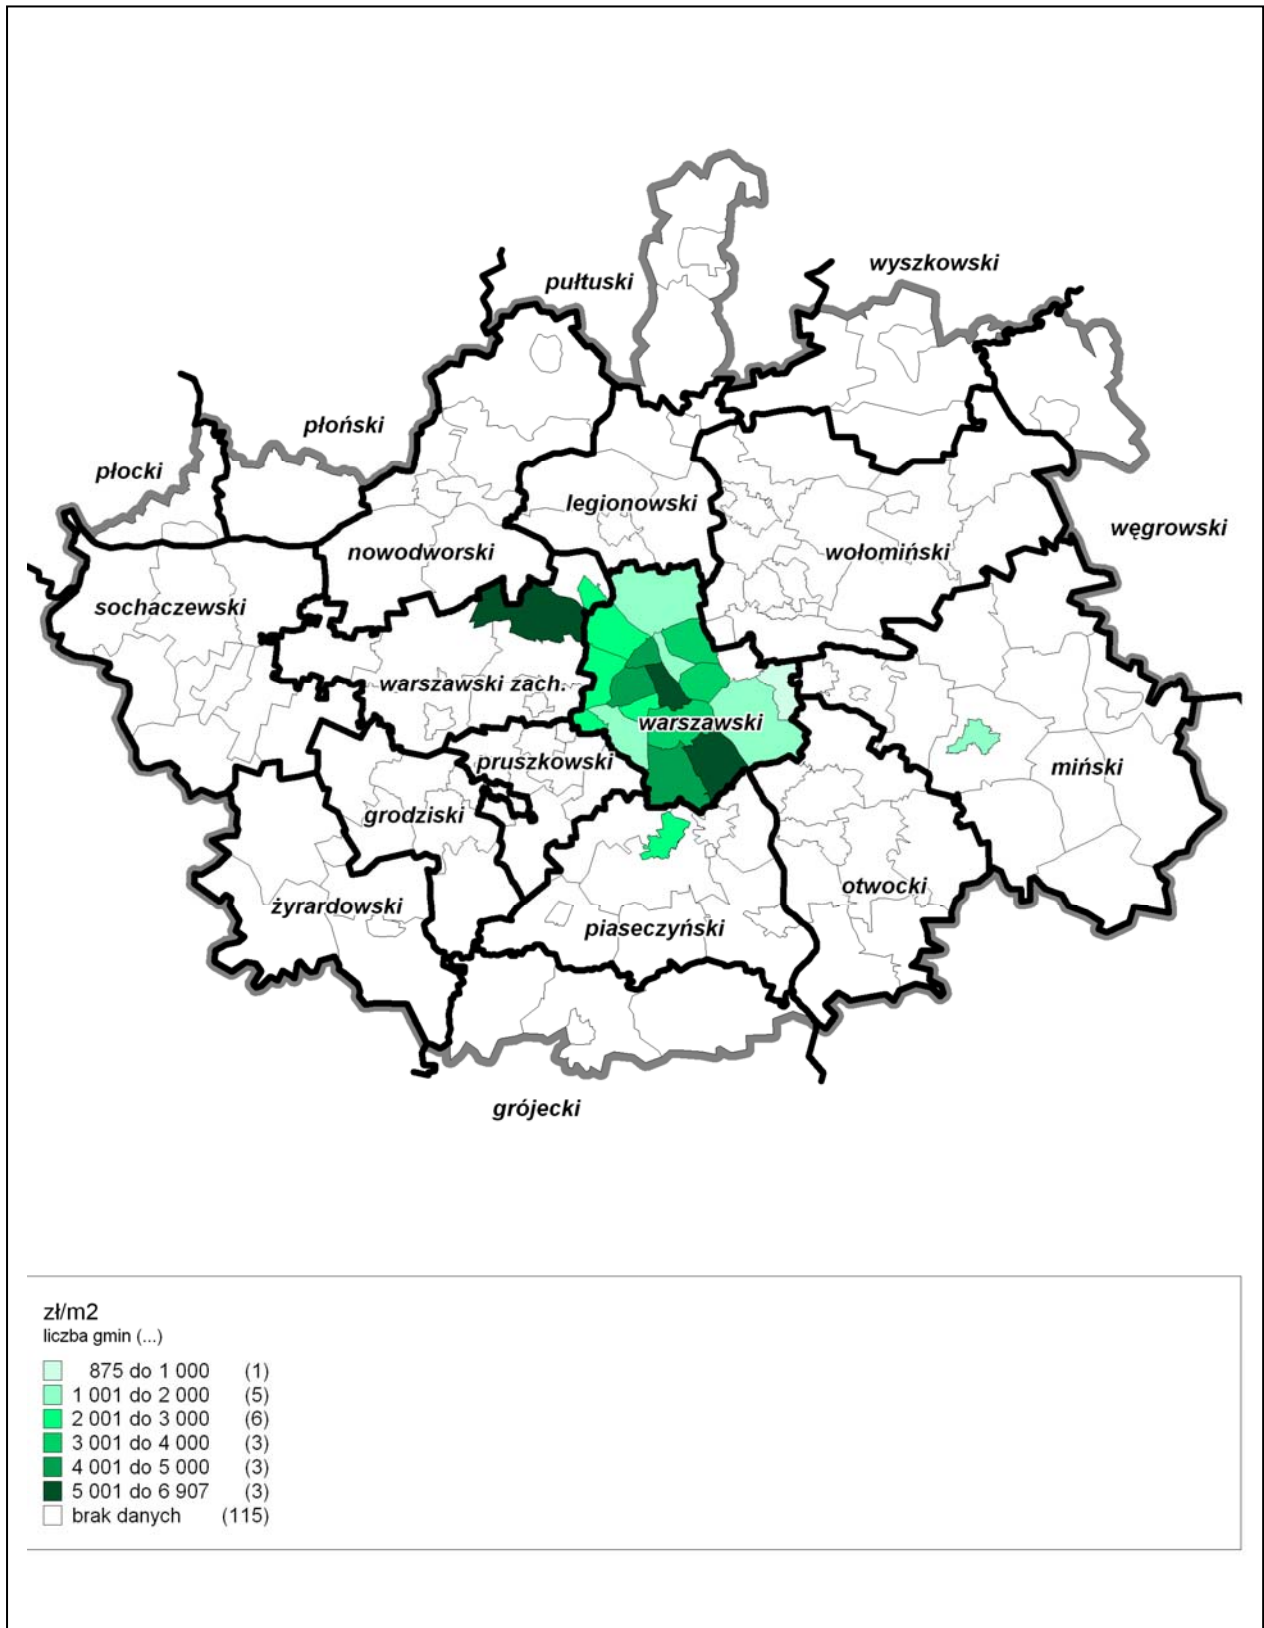 wyszkowski
pułtuski
płoński
płocki
legionowski
węgrowski
nowodworski
wołomiński
sochaczewski
warszawski zach.
warszawski
pruszkowski
miński
grodziski
otwocki
żyrardowski
piaseczyński
grójecki
zł/m2
liczba gmin (...)
875 do 1 000 (1)
1 001 do 2 000 (5)
2 001 do 3 000 (6)
3 001 do 4 000 (3)
4 001 do 5 000 (3)
5 001 do 6 907 (3)
brak danych (115)